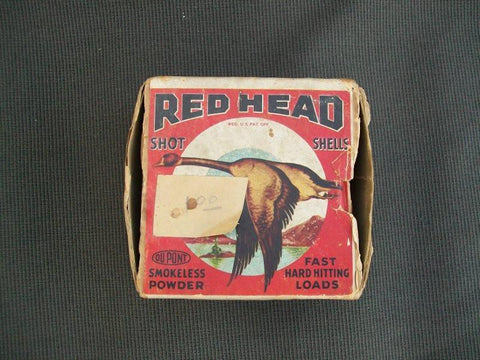 RED HEAD
REG. U.S. PAT. OFF.
SHOT SHELLS
DU PONT
SMOKELESS
POWDER
FAST
HARD HITTING
LOADS